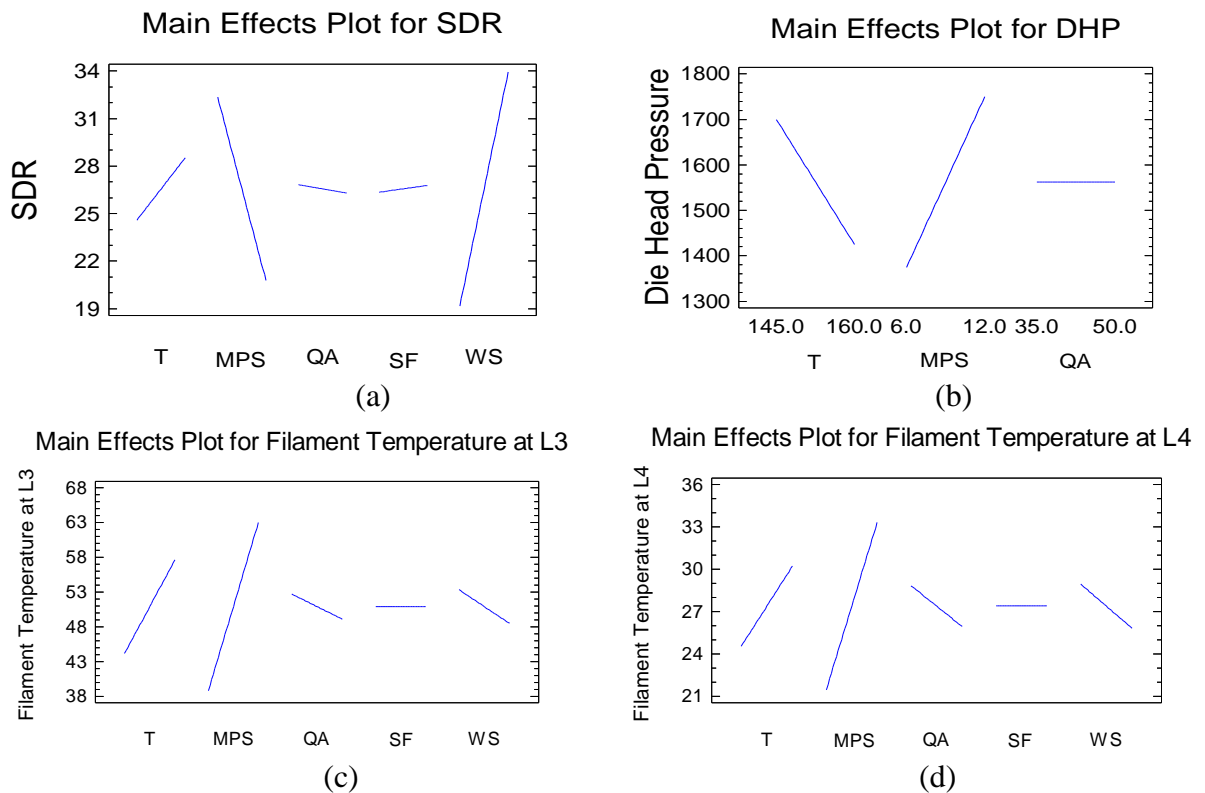 Main Effects Plot for SDR
SDR
34
31
28
25
22
19
T MPS QA SF WS
(a)
Main Effects Plot for DHP
Die Head Pressure
1800
1700
1600
1500
1400
1300
145.0 160.0 6.0 12.0 35.0 50.0
T MPS QA
(b)
Main Effects Plot for Filament Temperature at L3
Filament Temperature at L3
68
63
58
53
48
43
38
T MPS QA SF WS
(c)
Main Effects Plot for Filament Temperature at L4
Filament Temperature at L4
36
33
30
27
24
21
T MPS QA SF WS
(d)